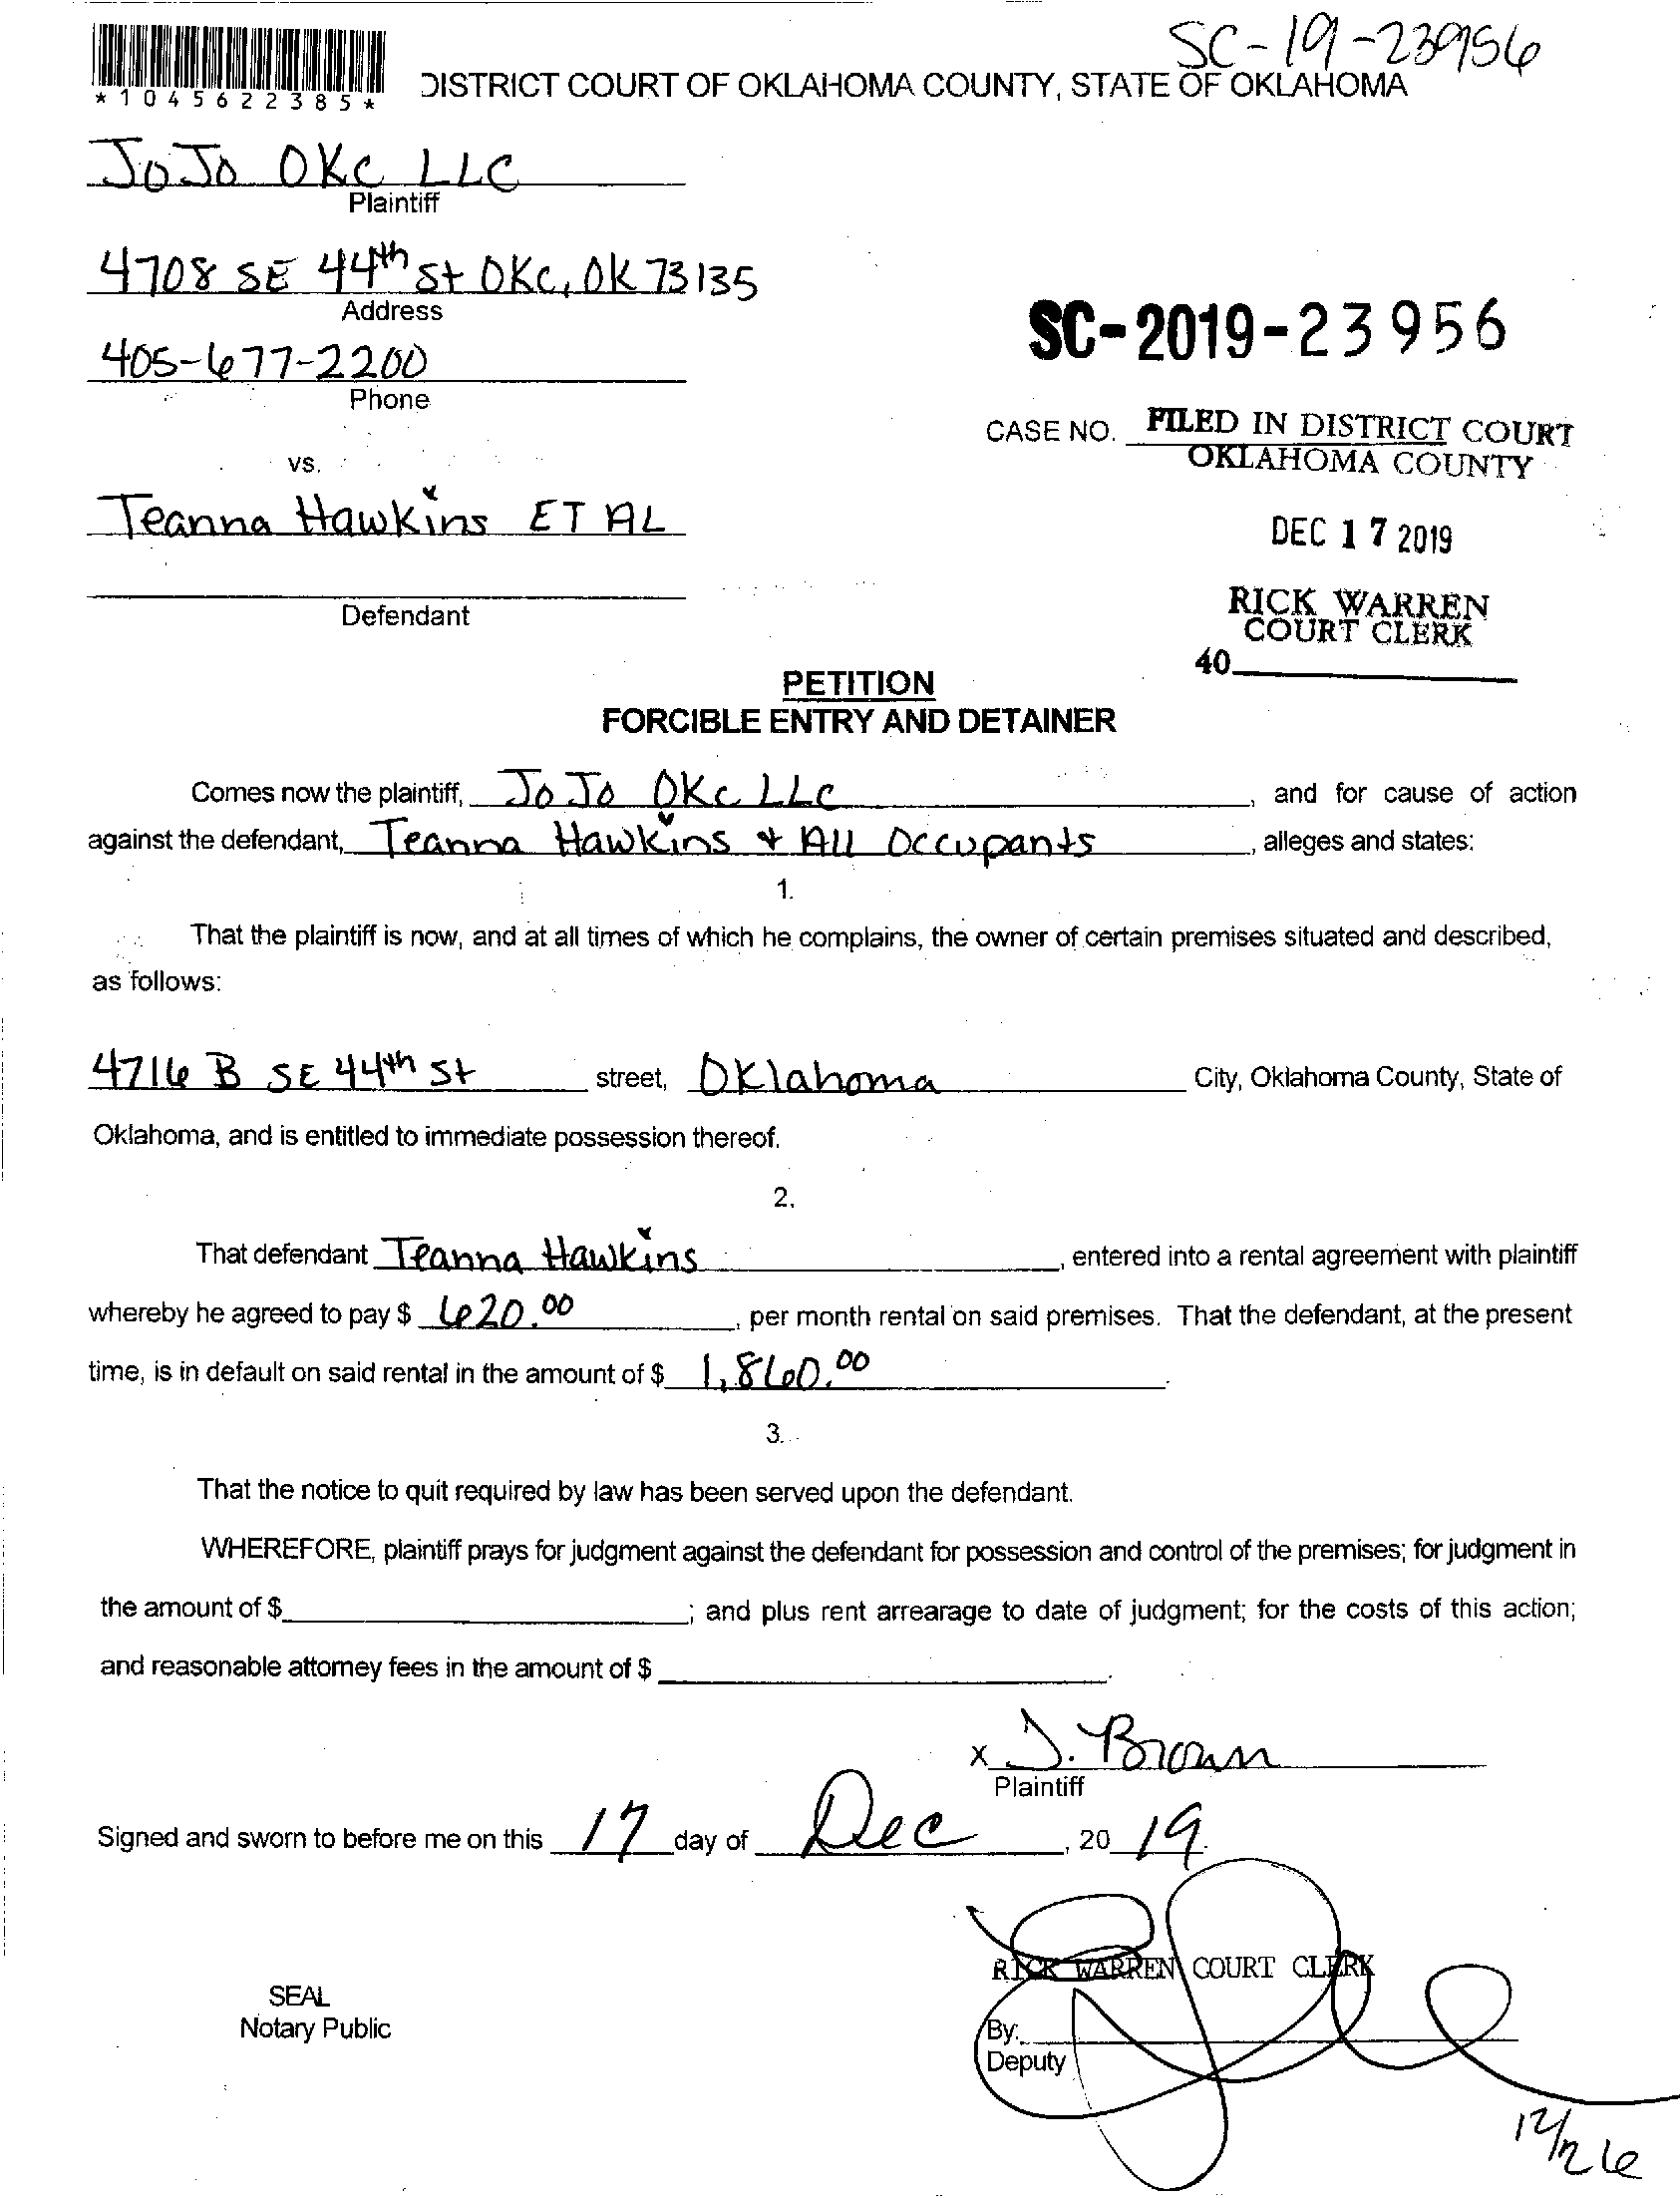 SC-19-23956
*1045622385*
DISTRICT COURT OF OKLAHOMA COUNTY, STATE OF OKLAHOMA
JoJo OKC LLC
Plaintiff
4708 SE 44th St OKC, OK 73135
Address
405-677-2200
Phone
SC-2019-23956
CASE NO. FILED IN DISTRICT COURT
OKLAHOMA COUNTY
vs.
Teanna Hawkins ET AL
DEC 17 2019
Defendant
RICK WARREN
COURT CLERK
40
PETITION
FORCIBLE ENTRY AND DETAINER
Comes now the plaintiff, JoJo OKC LLC, and for cause of action
against the defendant, Teanna Hawkins + All Occupants, alleges and states:
1.
That the plaintiff is now, and at all times of which he complains, the owner of certain premises situated and described,
as follows:
4716 B SE 44th St street, Oklahoma City, Oklahoma County, State of
Oklahoma, and is entitled to immediate possession thereof.
2.
That defendant Teanna Hawkins, entered into a rental agreement with plaintiff
whereby he agreed to pay $ 620.00, per month rental on said premises. That the defendant, at the present
time, is in default on said rental in the amount of $ 1,860.00.
3.
That the notice to quit required by law has been served upon the defendant.
WHEREFORE, plaintiff prays for judgment against the defendant for possession and control of the premises; for judgment in
the amount of $ ; and plus rent arrearage to date of judgment; for the costs of this action;
and reasonable attorney fees in the amount of $ .
x J. Brown
Plaintiff
Signed and sworn to before me on this 17 day of Dec, 20 19.
RICK WARREN COURT CLERK
SEAL
Notary Public
By:
Deputy
12/26